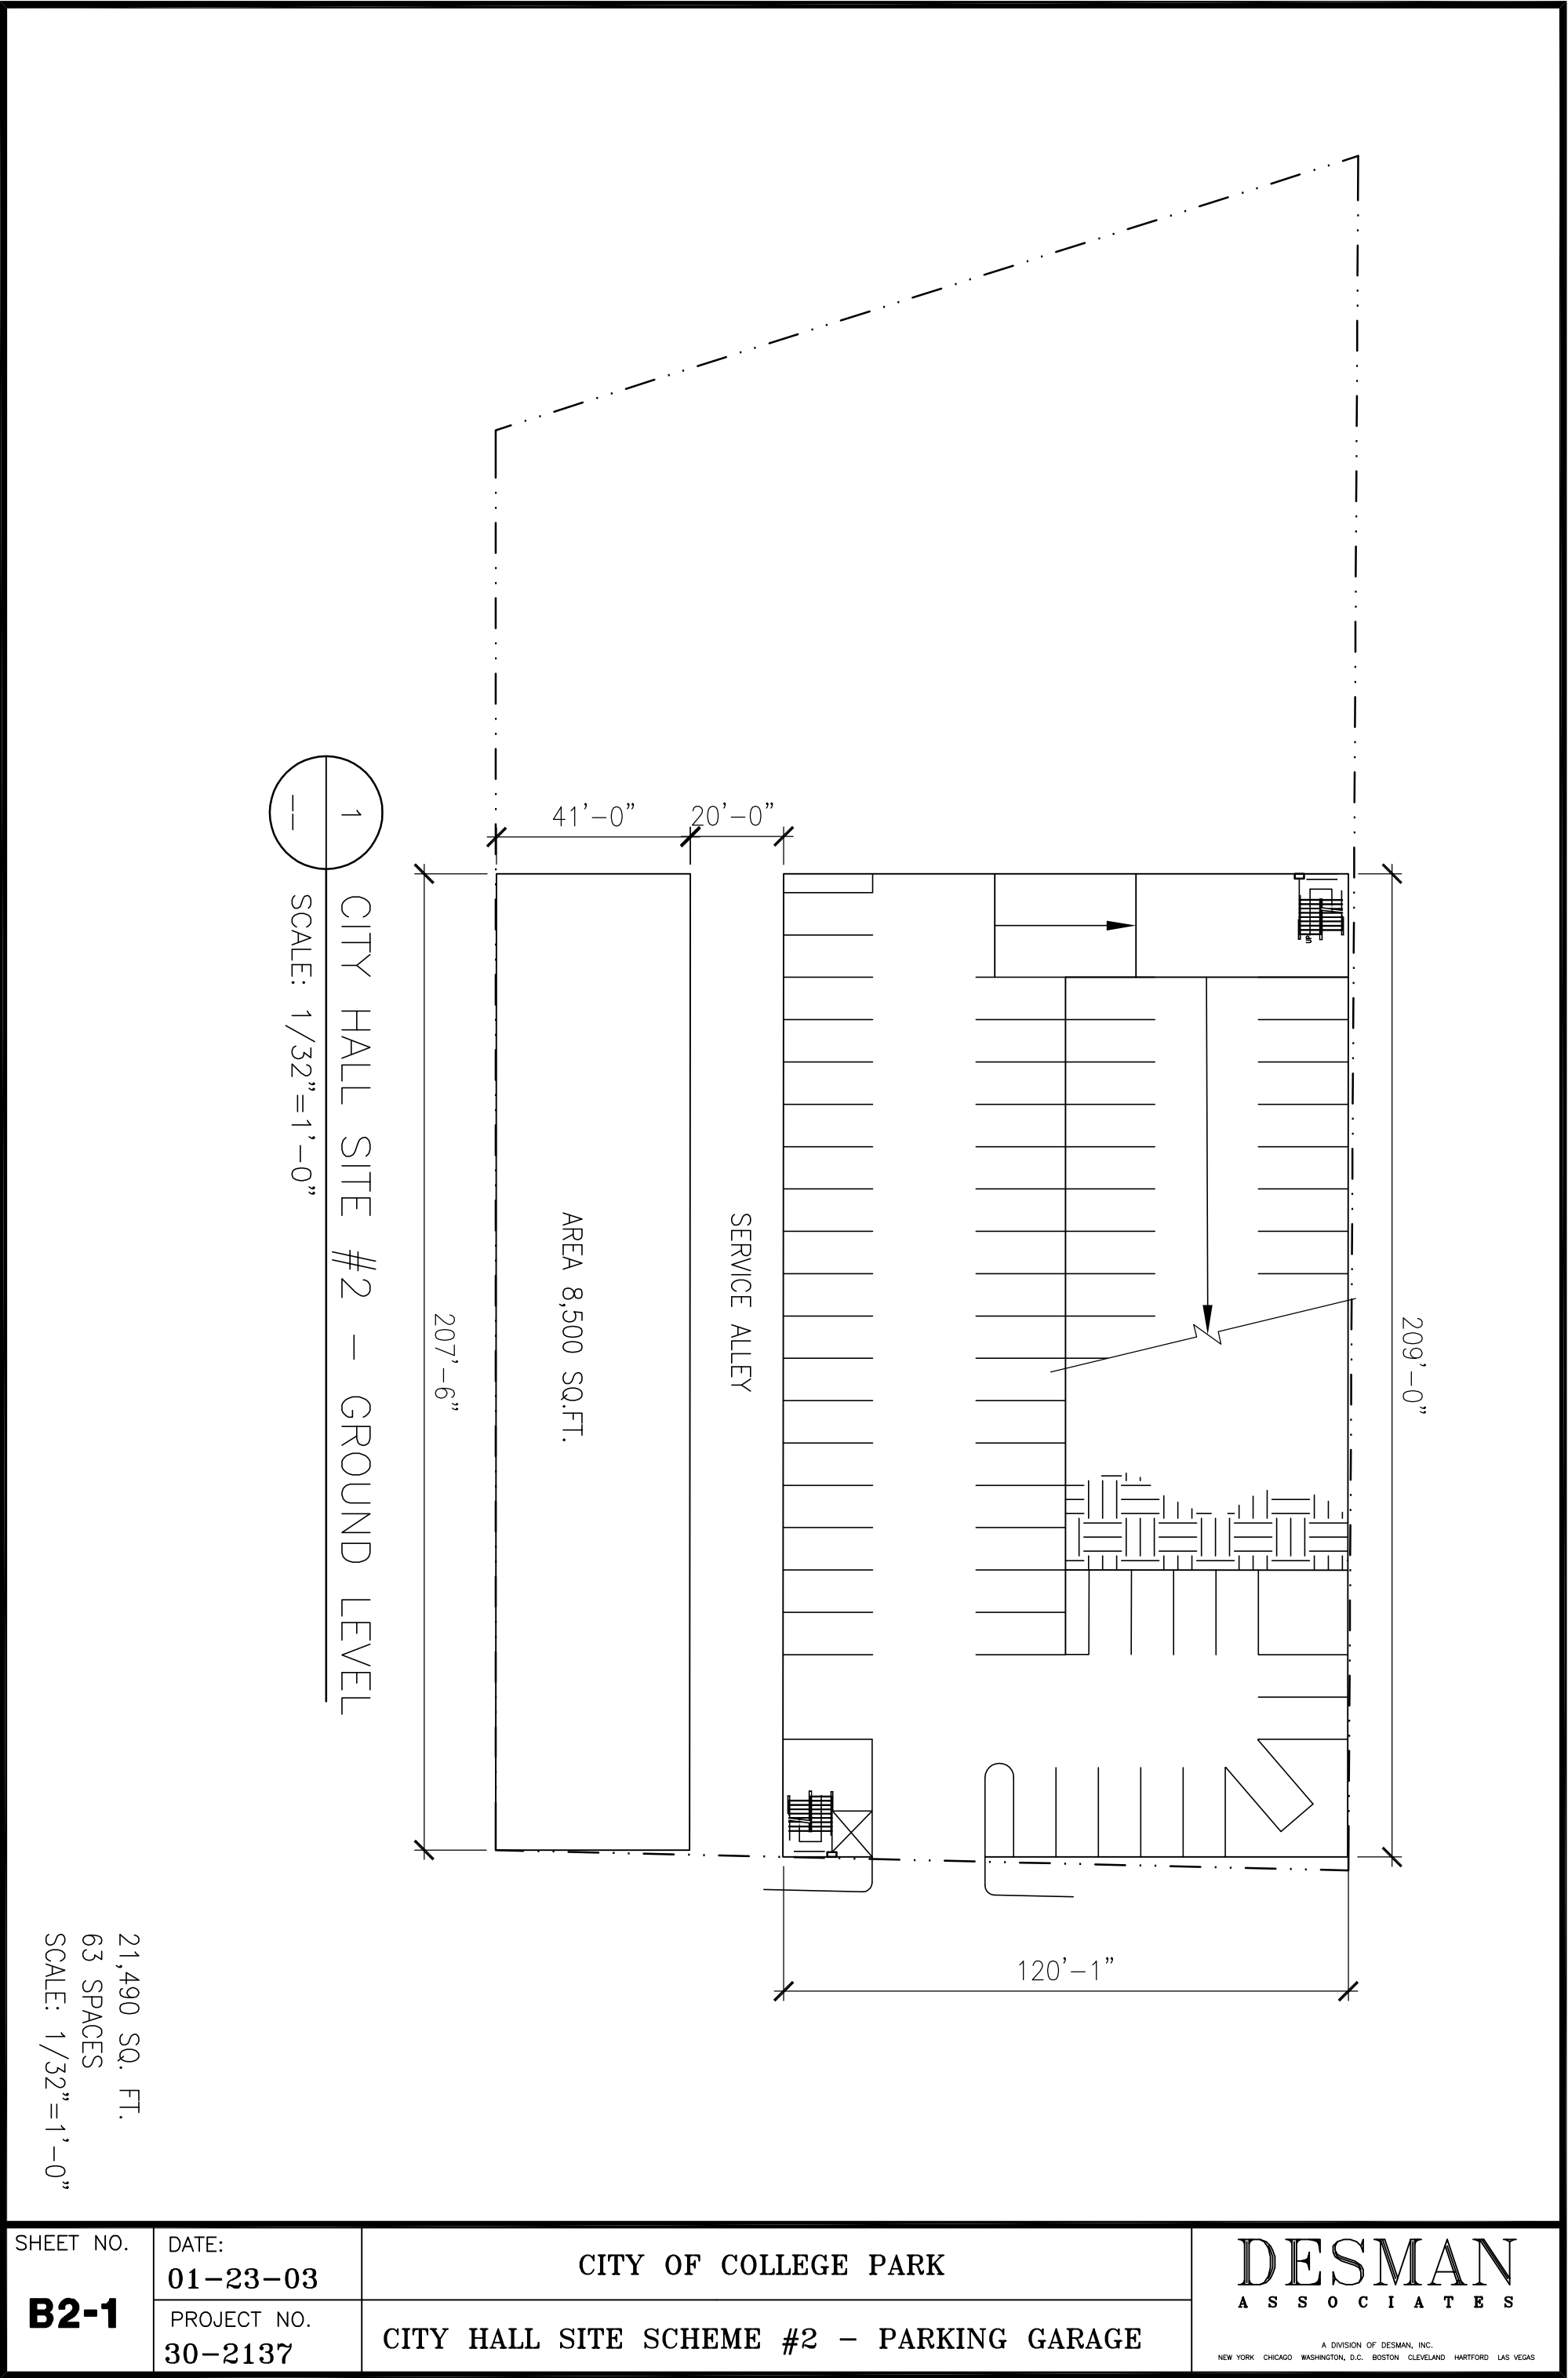 41'-0"
20'-0"
1
--
CITY HALL SITE #2 - GROUND LEVEL
SCALE: 1/32"=1'-0"
207'-6"
AREA 8,500 SQ.FT.
SERVICE ALLEY
UP
209'-0"
120'-1"
21,490 SQ. FT.
63 SPACES
SCALE: 1/32"=1'-0"
SHEET NO.
B2-1
DATE:
01-23-03
PROJECT NO.
30-2137
CITY OF COLLEGE PARK
CITY HALL SITE SCHEME #2 - PARKING GARAGE
DESMAN
ASSOCIATES
A DIVISION OF DESMAN, INC.
NEW YORK CHICAGO WASHINGTON, D.C. BOSTON CLEVELAND HARTFORD LAS VEGAS